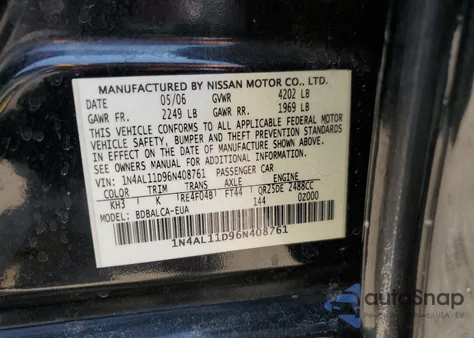 MANUFACTURED BY NISSAN MOTOR CO., LTD.
DATE 05/06 GVWR 4202 LB
GAWR FR. 2249 LB GAWR RR. 1969 LB
THIS VEHICLE CONFORMS TO ALL APPLICABLE FEDERAL MOTOR
VEHICLE SAFETY, BUMPER AND THEFT PREVENTION STANDARDS
IN EFFECT ON THE DATE OF MANUFACTURE SHOWN ABOVE.
SEE OWNERS MANUAL FOR ADDITIONAL INFORMATION.
VIN: 1N4AL11D96N408761 PASSENGER CAR
COLOR TRIM TRANS AXLE ENGINE
KH3 K RE4F04B FT44 QR25DE 2488CC
MODEL: BDBALCA-EUA 144 0Z000
1N4AL11D96N408761
autoSnap